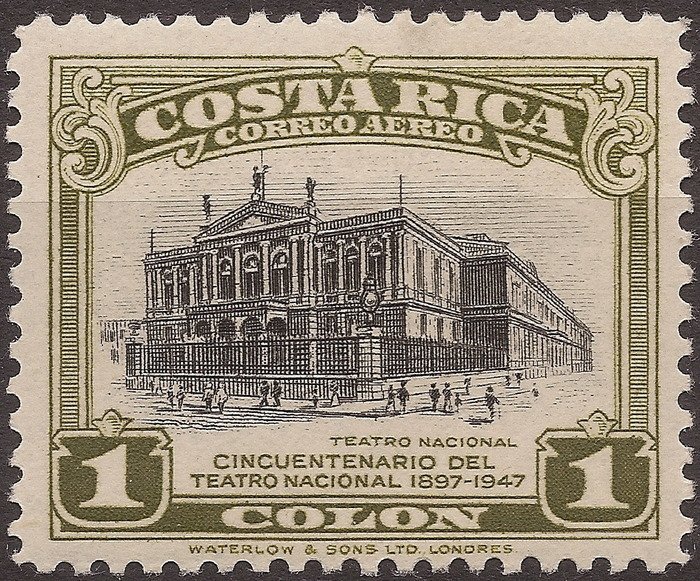 COSTA RICA
CORREO AEREO
TEATRO NACIONAL
CINCUENTENARIO DEL
TEATRO NACIONAL 1897-1947
1 1
COLON
WATERLOW & SONS LTD. LONDRES.